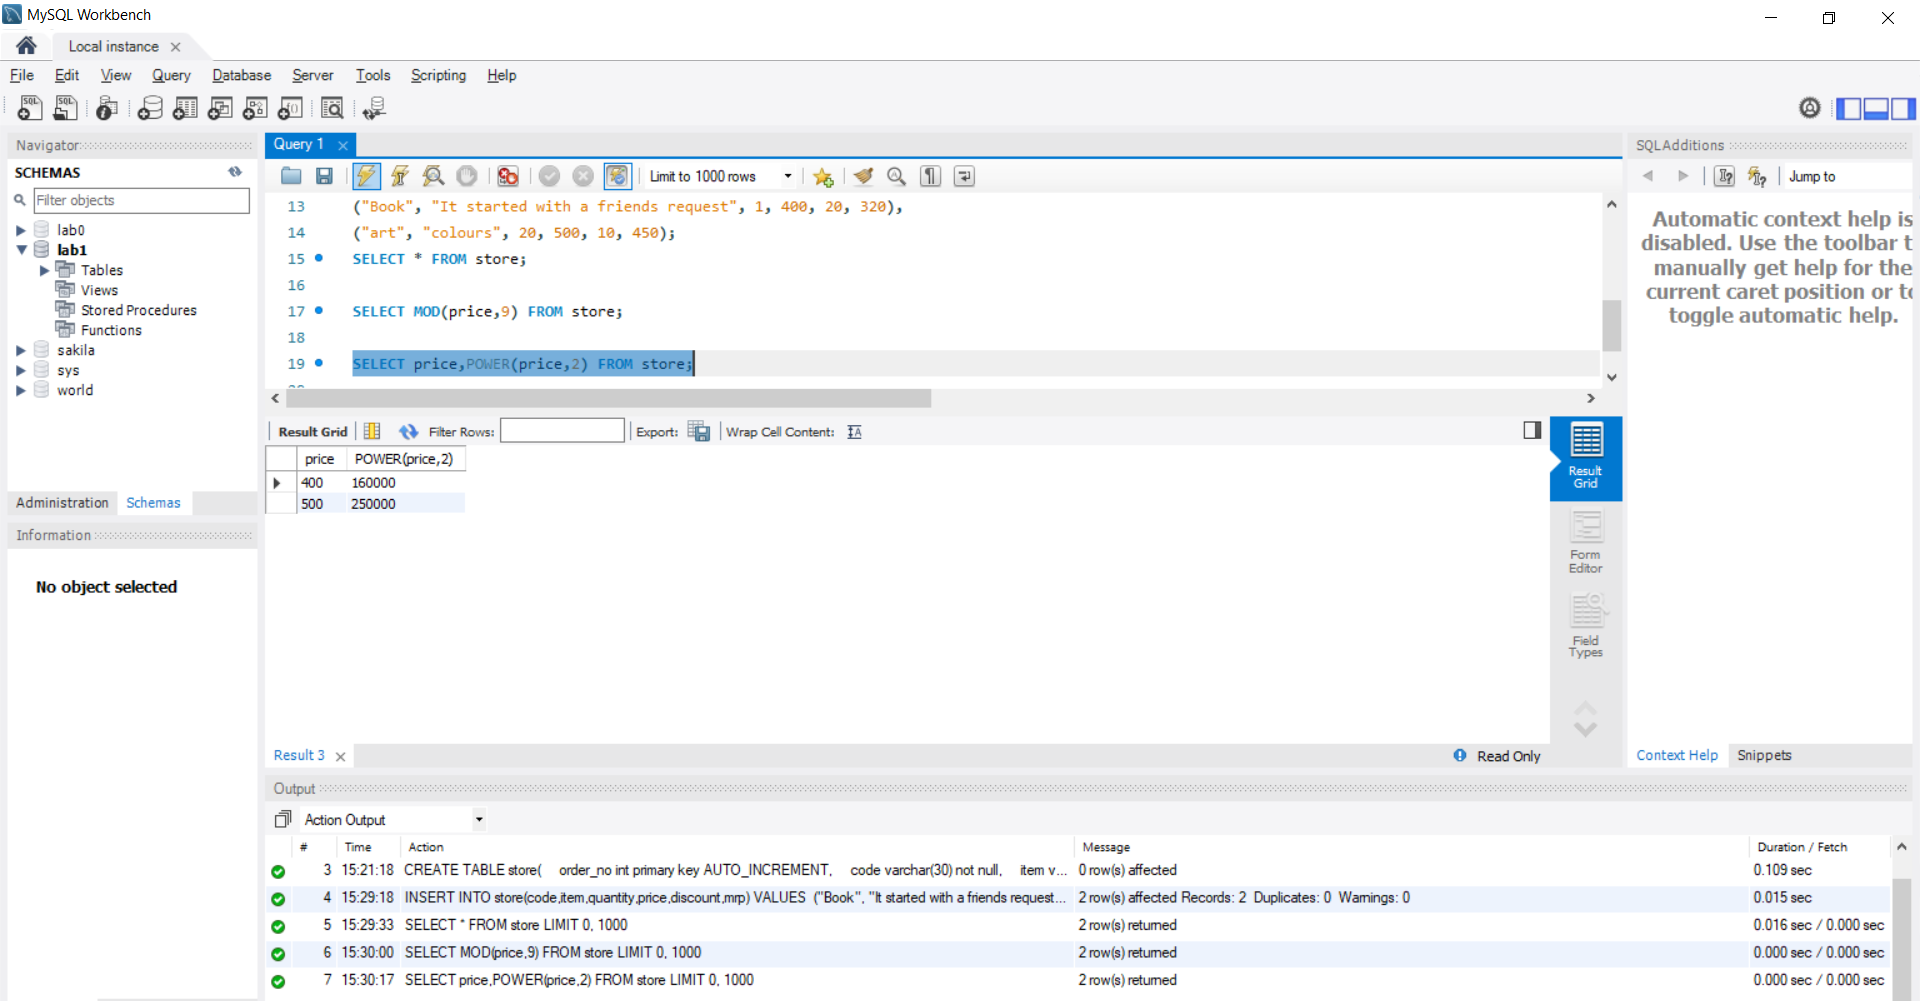 MySQL Workbench
Local instance
File Edit View Query Database Server Tools Scripting Help
Navigator
SCHEMAS
Filter objects
lab0
lab1
Tables
Views
Stored Procedures
Functions
sakila
sys
world
Administration Schemas
Information
No object selected
Query 1
Limit to 1000 rows
13 ("Book", "It started with a friends request", 1, 400, 20, 320),
14 ("art", "colours", 20, 500, 10, 450);
15 SELECT * FROM store;
16
17 SELECT MOD(price,9) FROM store;
18
19 SELECT price,POWER(price,2) FROM store;
Result Grid Filter Rows: Export: Wrap Cell Content:
price POWER(price,2)
400 160000
500 250000
Result Grid
Form Editor
Field Types
Result 3 Read Only
SQLAdditions
Jump to
Automatic context help is
disabled. Use the toolbar t
manually get help for the
current caret position or to
toggle automatic help.
Context Help Snippets
Output
Action Output
# Time Action Message Duration / Fetch
3 15:21:18 CREATE TABLE store( order_no int primary key AUTO_INCREMENT, code varchar(30) not null, item v... 0 row(s) affected 0.109 sec
4 15:29:18 INSERT INTO store(code,item,quantity,price,discount,mrp) VALUES ("Book", "It started with a friends request... 2 row(s) affected Records: 2 Duplicates: 0 Warnings: 0 0.015 sec
5 15:29:33 SELECT * FROM store LIMIT 0, 1000 2 row(s) returned 0.016 sec / 0.000 sec
6 15:30:00 SELECT MOD(price,9) FROM store LIMIT 0, 1000 2 row(s) returned 0.000 sec / 0.000 sec
7 15:30:17 SELECT price,POWER(price,2) FROM store LIMIT 0, 1000 2 row(s) returned 0.000 sec / 0.000 sec